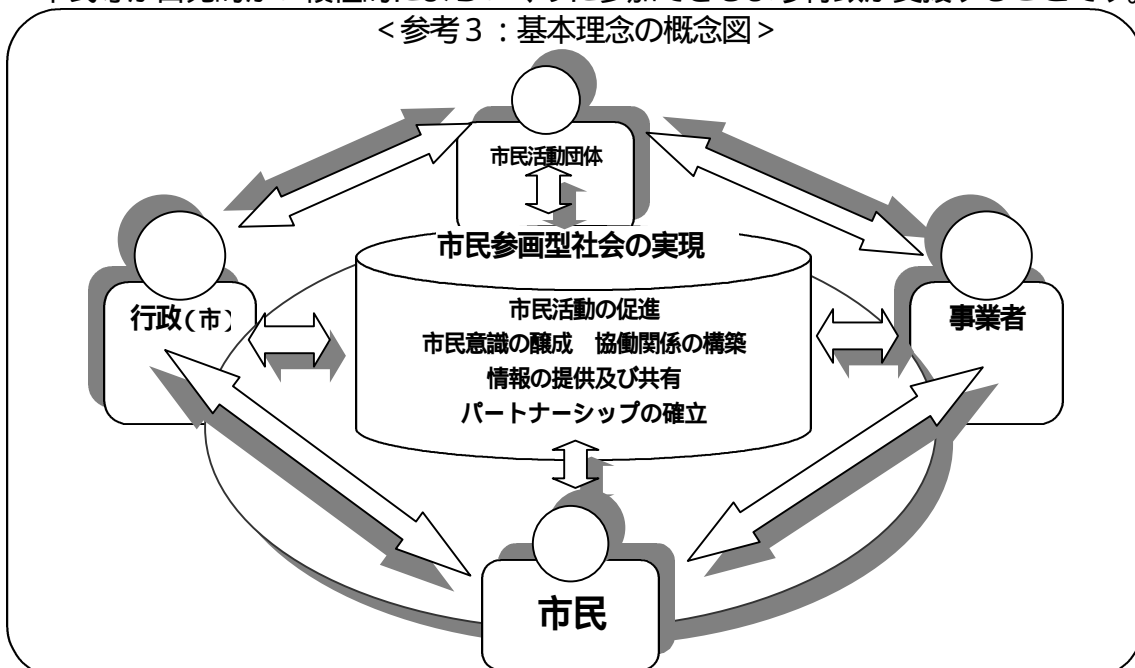 <参考3:基本理念の概念図>
市民活動団体
市民参画型社会の実現
行政(市)
市民活動の促進
市民意識の醸成 協働関係の構築
情報の提供及び共有
パートナーシップの確立
事業者
市民